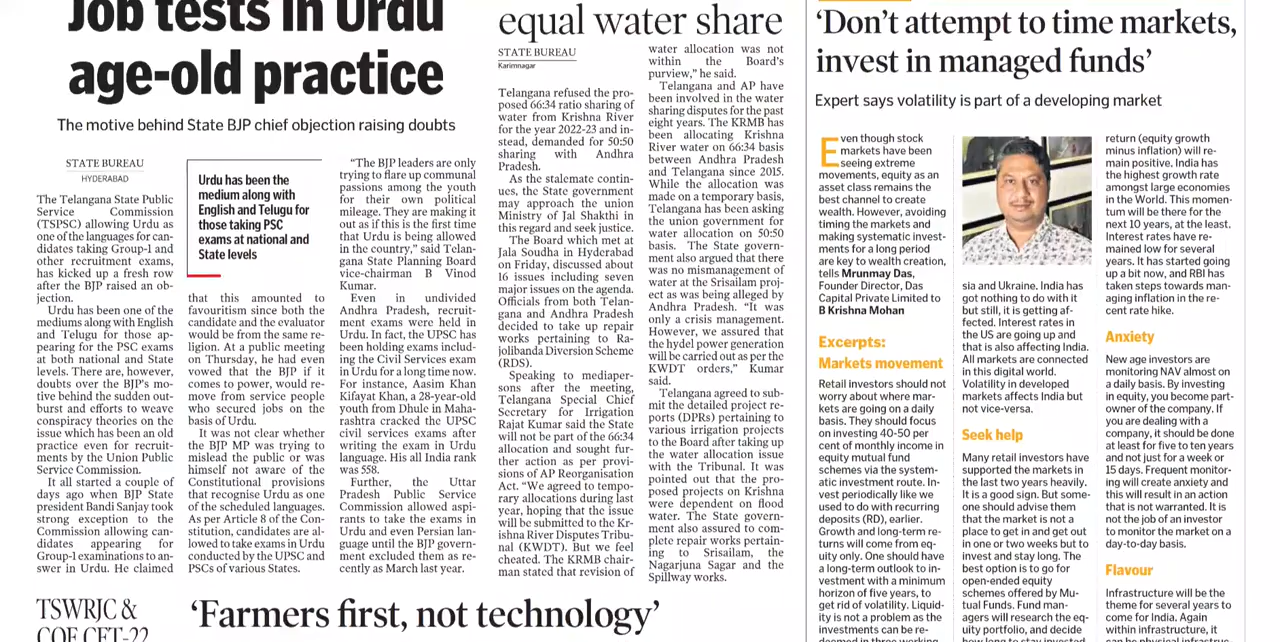 Job tests in Urdu
age-old practice
The motive behind State BJP chief objection raising doubts
STATE BUREAU
HYDERABAD
The Telangana State Public
Service Commission
(TSPSC) allowing Urdu as
one of the languages for can-
didates taking Group-1 and
other recruitment exams,
has kicked up a fresh row
after the BJP raised an ob-
jection.
Urdu has been one of the
mediums along with English
and Telugu for those ap-
pearing for the PSC exams
at both national and State
levels. There are, however,
doubts over the BJP's mo-
tive behind the sudden out-
burst and efforts to weave
conspiracy theories on the
issue which has been an old
practice even for recruit-
ments by the Union Public
Service Commission.
It all started a couple of
days ago when BJP State
president Bandi Sanjay took
strong exception to the
Commission allowing can-
didates appearing for
Group-1 examinations to an-
swer in Urdu. He claimed
Urdu has been the
medium along with
English and Telugu for
those taking PSC
exams at national and
State levels
that this amounted to
favouritism since both the
candidate and the evaluator
would be from the same re-
ligion. At a public meeting
on Thursday, he had even
vowed that the BJP if it
comes to power, would re-
move from service people
who secured jobs on the
basis of Urdu.
It was not clear whether
the BJP MP was trying to
mislead the public or was
himself not aware of the
Constitutional provisions
that recognise Urdu as one
of the scheduled languages.
As per Article 8 of the Con-
stitution, candidates are al-
lowed to take exams in Urdu
conducted by the UPSC and
PSCs of various States.
"The BJP leaders are only
trying to flare up communal
passions among the youth
for their own political
mileage. They are making it
out as if this is the first time
that Urdu is being allowed
in the country," said Telan-
gana State Planning Board
vice-chairman B Vinod
Kumar.
Even in undivided
Andhra Pradesh, recruit-
ment exams were held in
Urdu. In fact, the UPSC has
been holding exams includ-
ing the Civil Services exam
in Urdu for a long time now.
For instance, Aasim Khan
Kifayat Khan, a 28-year-old
youth from Dhule in Maha-
rashtra cracked the UPSC
civil services exams after
writing the exam in Urdu
language. His all India rank
was 558.
Further, the Uttar
Pradesh Public Service
Commission allowed aspi-
rants to take the exams in
Urdu and even Persian lan-
guage until the BJP govern-
ment excluded them as re-
cently as March last year.
equal water share
STATE BUREAU
Karimnagar
Telangana refused the pro-
posed 66:34 ratio sharing of
water from Krishna River
for the year 2022-23 and in-
stead, demanded for 50:50
sharing with Andhra
Pradesh.
As the stalemate contin-
ues, the State government
may approach the union
Ministry of Jal Shakthi in
this regard and seek justice.
The Board which met at
Jala Soudha in Hyderabad
on Friday, discussed about
16 issues including seven
major issues on the agenda.
Officials from both Telan-
gana and Andhra Pradesh
decided to take up repair
works pertaining to Ra-
jolibanda Diversion Scheme
(RDS).
Speaking to mediaper-
sons after the meeting,
Telangana Special Chief
Secretary for Irrigation
Rajat Kumar said the State
will not be part of the 66:34
allocation and sought fur-
ther action as per provi-
sions of AP Reorganisation
Act. "We agreed to tempo-
rary allocations during last
year, hoping that the issue
will be submitted to the Kr-
ishna River Disputes Tribu-
nal (KWDT). But we feel
cheated. The KRMB chair-
man stated that revision of
water allocation was not
within the Board's
purview," he said.
Telangana and AP have
been involved in the water
sharing disputes for the past
eight years. The KRMB has
been allocating Krishna
River water on 66:34 basis
between Andhra Pradesh
and Telangana since 2015.
While the allocation was
made on a temporary basis,
Telangana has been asking
the union government for
water allocation on 50:50
basis. The State govern-
ment also argued that there
was no mismanagement of
water at the Srisailam proj-
ect as was being alleged by
Andhra Pradesh. "It was
only a crisis management.
However, we assured that
the hydel power generation
will be carried out as per the
KWDT orders," Kumar
said.
Telangana agreed to sub-
mit the detailed project re-
ports (DPRs) pertaining to
various irrigation projects
to the Board after taking up
the water allocation issue
with the Tribunal. It was
pointed out that the pro-
posed projects on Krishna
were dependent on flood
water. The State govern-
ment also assured to com-
plete repair works pertain-
ing to Srisailam, the
Nagarjuna Sagar and the
Spillway works.
'Don't attempt to time markets,
invest in managed funds'
Expert says volatility is part of a developing market
Even though stock
markets have been
seeing extreme
movements, equity as an
asset class remains the
best channel to create
wealth. However, avoiding
timing the markets and
making systematic invest-
ments for a long period
are key to wealth creation,
tells Mrunmay Das,
Founder Director, Das
Capital Private Limited to
B Krishna Mohan
Excerpts:
Markets movement
Retail investors should not
worry about where mar-
kets are going on a daily
basis. They should focus
on investing 40-50 per
cent of monthly income in
equity mutual fund
schemes via the system-
atic investment route. In-
vest periodically like we
used to do with recurring
deposits (RD), earlier.
Growth and long-term re-
turns will come from eq-
uity only. One should have
a long-term outlook to in-
vestment with a minimum
horizon of five years, to
get rid of volatility. Liquid-
ity is not a problem as the
investments can be re-
deemed in three working
sia and Ukraine. India has
got nothing to do with it
but still, it is getting af-
fected. Interest rates in
the US are going up and
that is also affecting India.
All markets are connected
in this digital world.
Volatility in developed
markets affects India but
not vice-versa.
Seek help
Many retail investors have
supported the markets in
the last two years heavily.
It is a good sign. But some-
one should advise them
that the market is not a
place to get in and get out
in one or two weeks but to
invest and stay long. The
best option is to go for
open-ended equity
schemes offered by Mu-
tual Funds. Fund man-
agers will research the eq-
uity portfolio, and decide
how long to stay invested
return (equity growth
minus inflation) will re-
main positive. India has
the highest growth rate
amongst large economies
in the World. This momen-
tum will be there for the
next 10 years, at the least.
Interest rates have re-
mained low for several
years. It has started going
up a bit now, and RBI has
taken steps towards man-
aging inflation in the re-
cent rate hike.
Anxiety
New age investors are
monitoring NAV almost on
a daily basis. By investing
in equity, you become part-
owner of the company. If
you are dealing with a
company, it should be done
at least for five to ten years
and not just for a week or
15 days. Frequent monitor-
ing will create anxiety and
this will result in an action
that is not warranted. It is
not the job of an investor
to monitor the market on a
day-to-day basis.
Flavour
Infrastructure will be the
theme for several years to
come for India. Again
within infrastructure, it
can be physical infrastruc-
TSWRJC &
COE CET-22
'Farmers first, not technology'